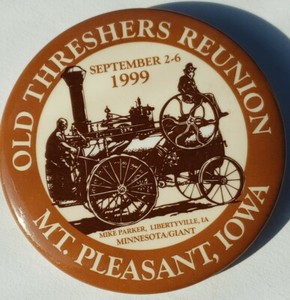 OLD THRESHERS REUNION
SEPTEMBER 2-6
1999
MIKE PARKER, LIBERTYVILLE, IA
MINNESOTA/GIANT
MT. PLEASANT, IOWA